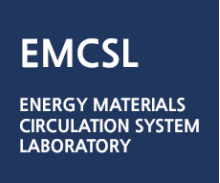 EMCSL
ENERGY MATERIALS
CIRCULATION SYSTEM
LABORATORY